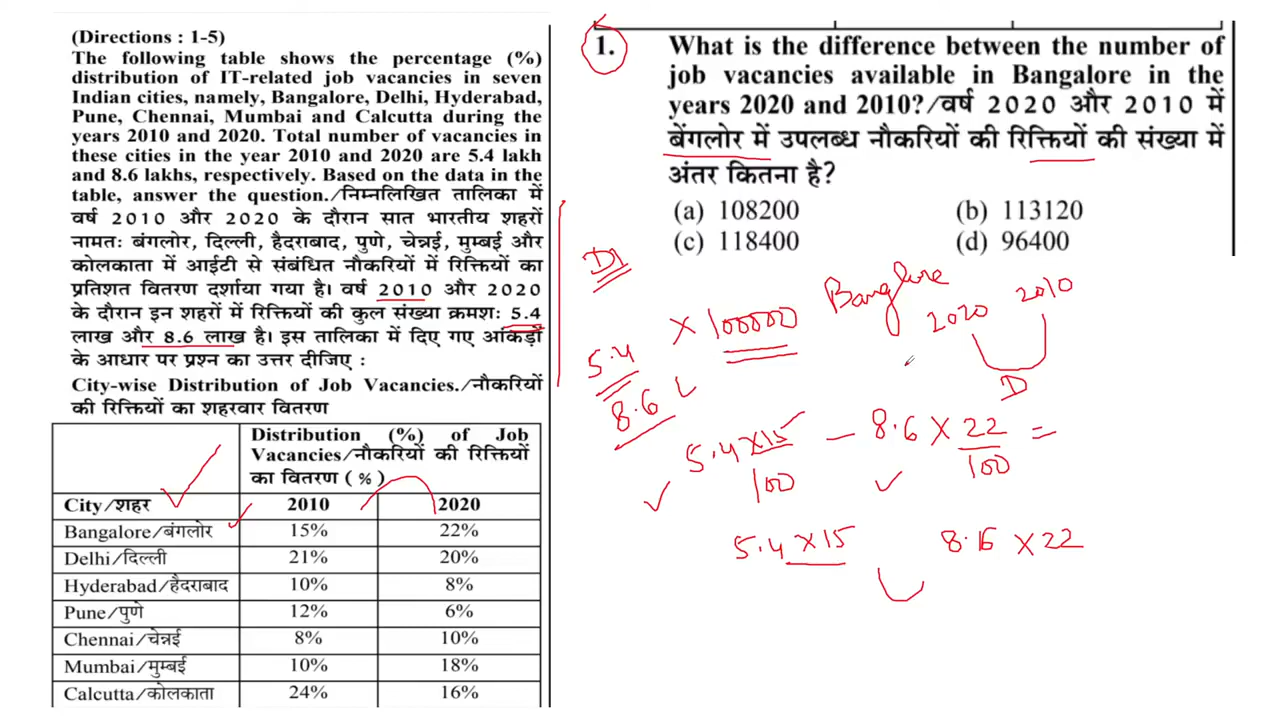 (Directions : 1-5)
The following table shows the percentage (%)
distribution of IT-related job vacancies in seven
Indian cities, namely, Bangalore, Delhi, Hyderabad,
Pune, Chennai, Mumbai and Calcutta during the
years 2010 and 2020. Total number of vacancies in
these cities in the year 2010 and 2020 are 5.4 lakh
and 8.6 lakhs, respectively. Based on the data in the
table, answer the question./निम्नलिखित तालिका में
वर्ष 2010 और 2020 के दौरान सात भारतीय शहरों
नामतः बंगलोर, दिल्ली, हैदराबाद, पुणे, चेन्नई, मुम्बई और
कोलकाता में आईटी से संबंधित नौकरियों में रिक्तियों का
प्रतिशत वितरण दर्शाया गया है। वर्ष 2010 और 2020
के दौरान इन शहरों में रिक्तियों की कुल संख्या क्रमशः 5.4
लाख और 8.6 लाख है। इस तालिका में दिए गए आंकड़ों
के आधार पर प्रश्न का उत्तर दीजिए :
City-wise Distribution of Job Vacancies./नौकरियों
की रिक्तियों का शहरवार वितरण
Distribution (%) of Job
Vacancies/नौकरियों की रिक्तियों
का वितरण (%)
City/शहर 2010 2020
Bangalore/बंगलोर 15% 22%
Delhi/दिल्ली 21% 20%
Hyderabad/हैदराबाद 10% 8%
Pune/पुणे 12% 6%
Chennai/चेन्नई 8% 10%
Mumbai/मुम्बई 10% 18%
Calcutta/कोलकाता 24% 16%
1. What is the difference between the number of
job vacancies available in Bangalore in the
years 2020 and 2010?/वर्ष 2020 और 2010 में
बेंगलोर में उपलब्ध नौकरियों की रिक्तियों की संख्या में
अंतर कितना है?
(a) 108200 (b) 113120
(c) 118400 (d) 96400
DI
5.4 × 100000
8.6 L
Banglore
2020 2010
D
5.4 × 15 / 100 – 8.6 × 22 / 100 =
5.4 × 15 8.16 × 22